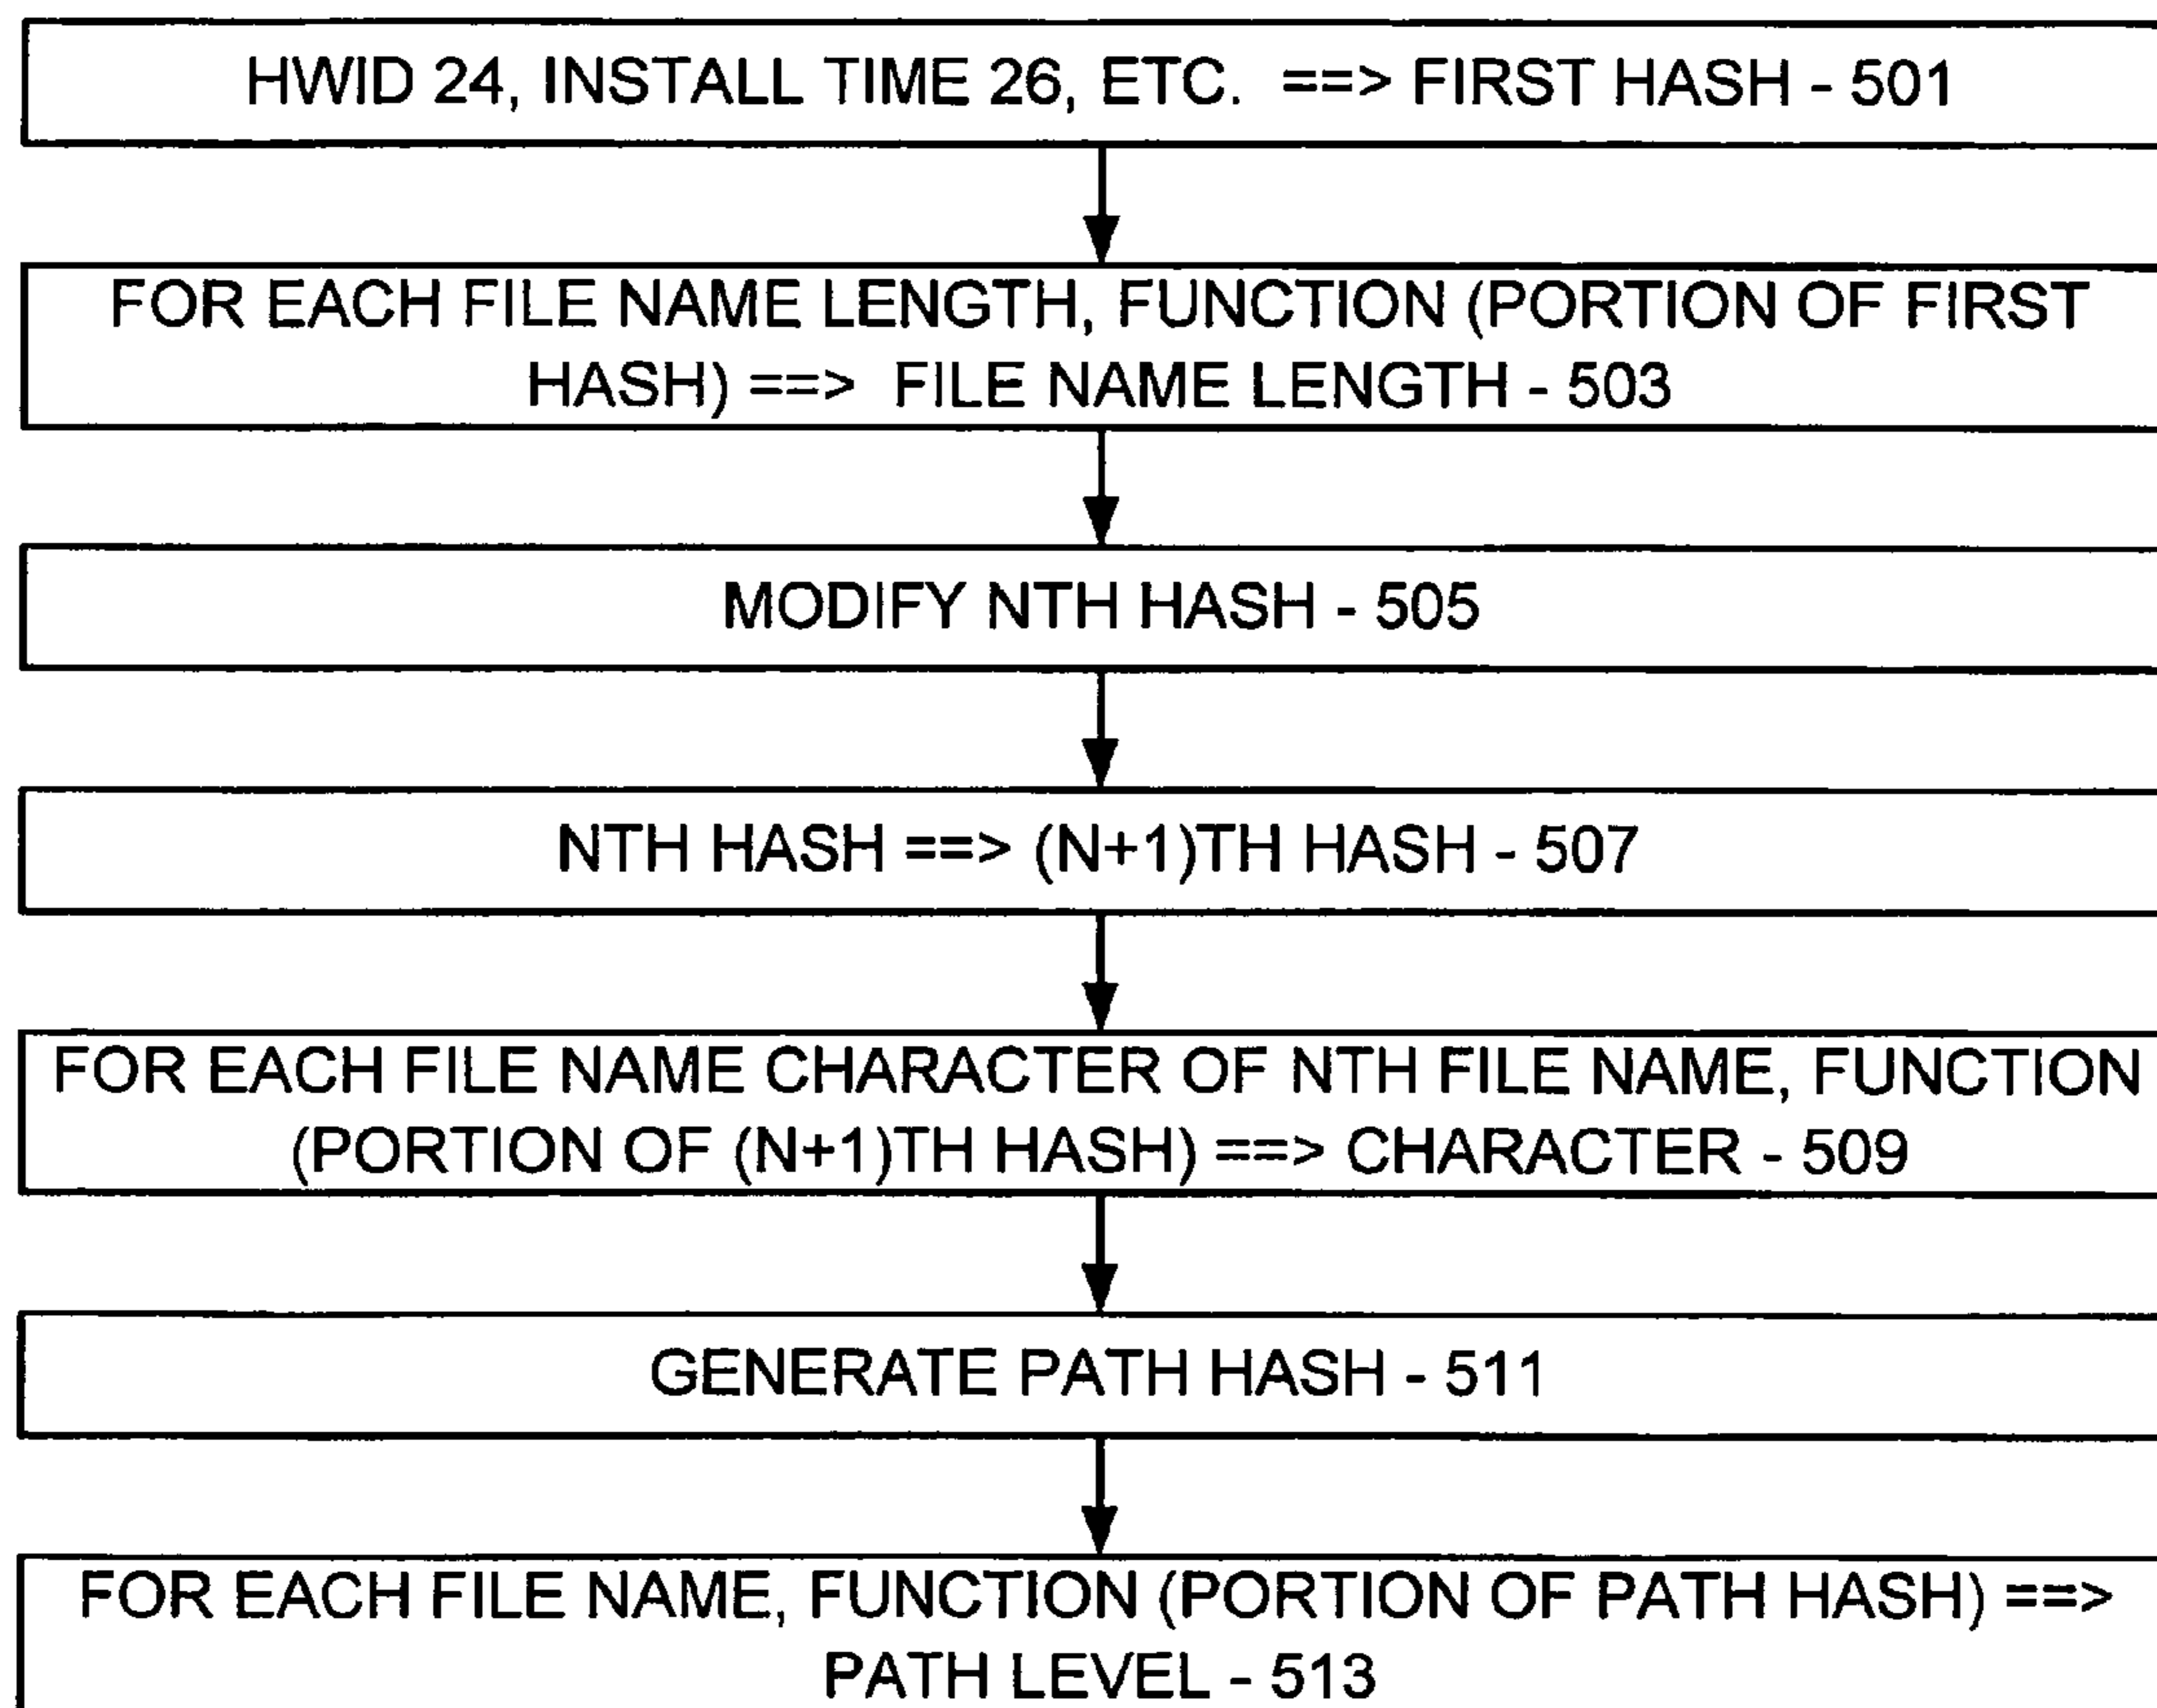 HWID 24, INSTALL TIME 26, ETC. ==> FIRST HASH - 501
FOR EACH FILE NAME LENGTH, FUNCTION (PORTION OF FIRST
HASH) ==> FILE NAME LENGTH - 503
MODIFY NTH HASH - 505
NTH HASH ==> (N+1)TH HASH - 507
FOR EACH FILE NAME CHARACTER OF NTH FILE NAME, FUNCTION
(PORTION OF (N+1)TH HASH) ==> CHARACTER - 509
GENERATE PATH HASH - 511
FOR EACH FILE NAME, FUNCTION (PORTION OF PATH HASH) ==>
PATH LEVEL - 513